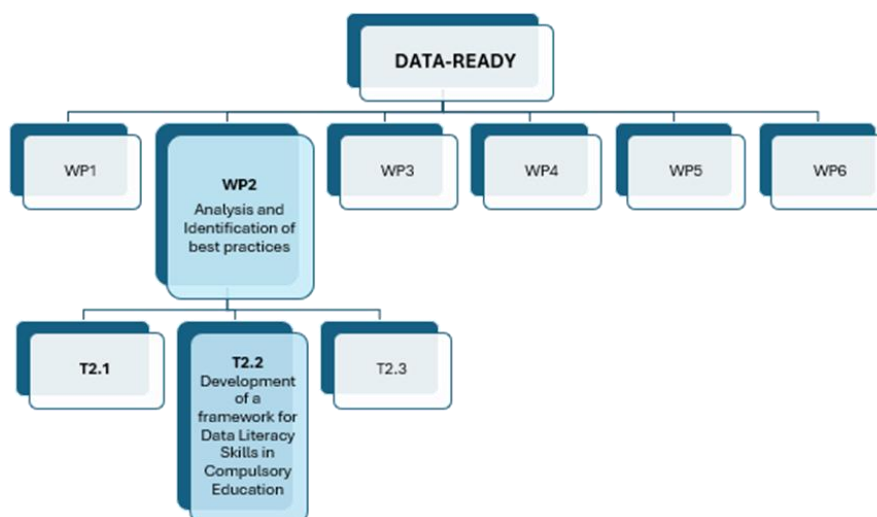 DATA-READY
WP1
WP2
Analysis and
Identification of
best practices
WP3
WP4
WP5
WP6
T2.1
T2.2
Development
of a
framework for
Data Literacy
Skills in
Compulsory
Education
T2.3